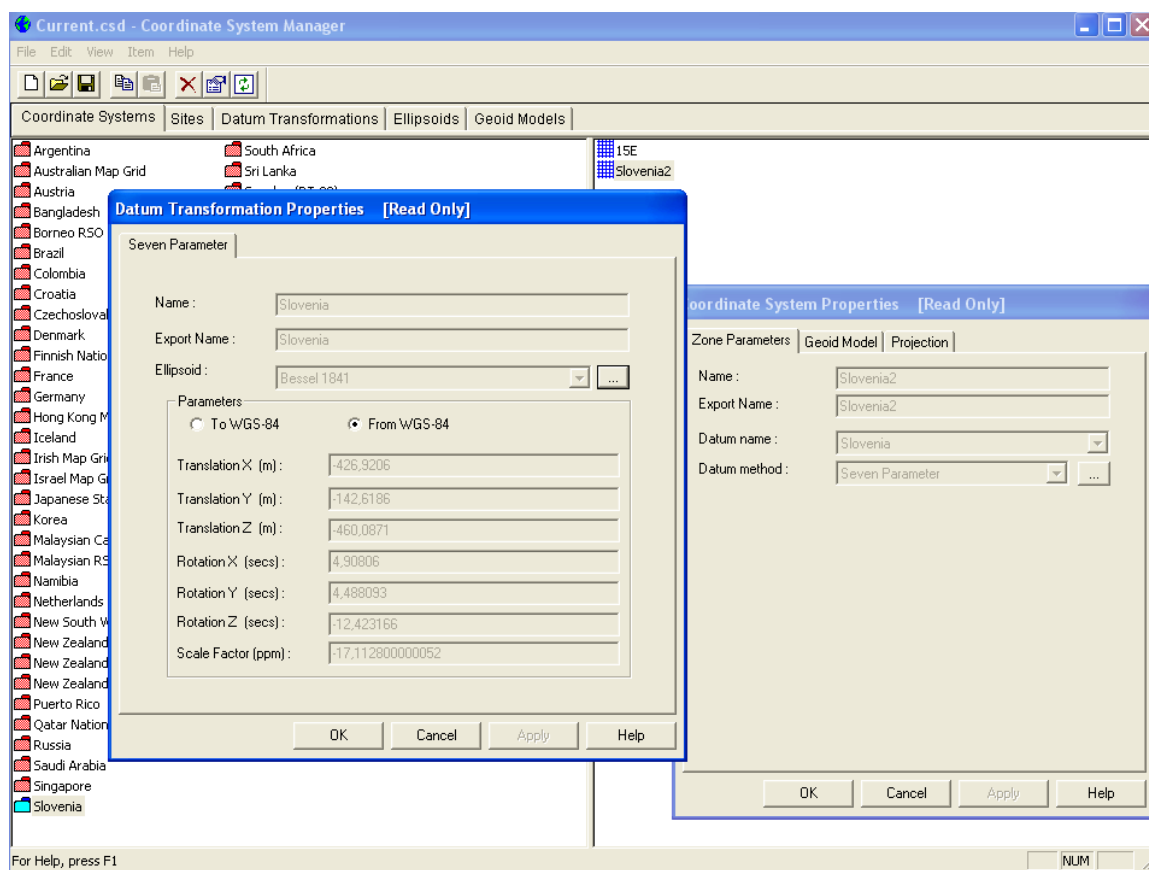 Current.csd - Coordinate System Manager
File Edit View Item Help
Coordinate Systems Sites Datum Transformations Ellipsoids Geoid Models
Argentina
Australian Map Grid
Austria
Bangladesh
Borneo RSO
Brazil
Colombia
Croatia
Czechosloval
Denmark
Finnish Natio
France
Germany
Hong Kong M
Iceland
Irish Map Gri
Israel Map G
Japanese Sta
Korea
Malaysian Ca
Malaysian RS
Namibia
Netherlands
New South W
New Zealand
New Zealand
New Zealand
Puerto Rico
Qatar Nation
Russia
Saudi Arabia
Singapore
Slovenia
South Africa
Sri Lanka
15E
Slovenia2
Datum Transformation Properties [Read Only]
Seven Parameter
Name : Slovenia
Export Name : Slovenia
Ellipsoid : Bessel 1841 ...
Parameters
To WGS-84 From WGS-84
Translation X (m) : -426,9206
Translation Y (m) : -142,6186
Translation Z (m) : -460,0871
Rotation X (secs) : 4,90806
Rotation Y (secs) : 4,488093
Rotation Z (secs) : -12,423166
Scale Factor (ppm) : -17,112800000052
OK Cancel Apply Help
oordinate System Properties [Read Only]
Zone Parameters Geoid Model Projection
Name : Slovenia2
Export Name : Slovenia2
Datum name : Slovenia
Datum method : Seven Parameter ...
OK Cancel Apply Help
For Help, press F1
NUM